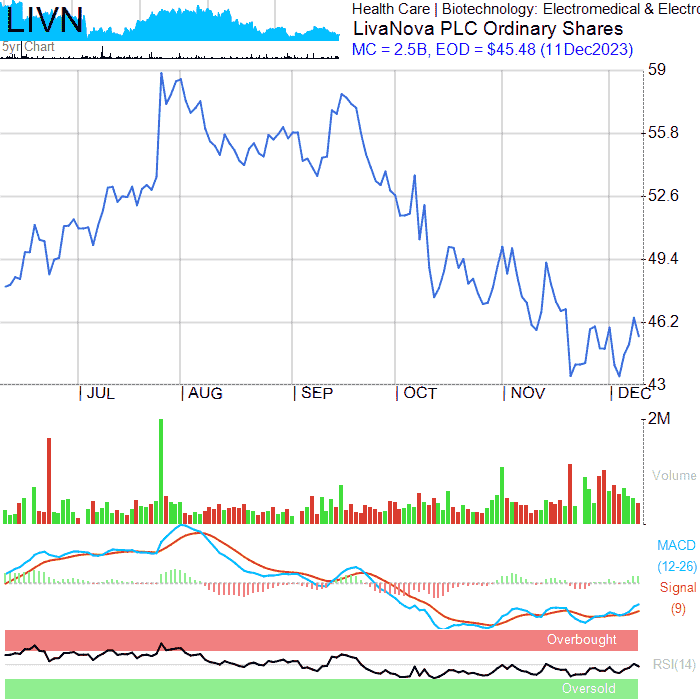 LIVN
5yr Chart
Health Care | Biotechnology: Electromedical & Electro
LivaNova PLC Ordinary Shares
MC = 2.5B, EOD = $45.48 (11Dec2023)
59
55.8
52.6
49.4
46.2
43
JUL AUG SEP OCT NOV DEC
2M
Volume
MACD
(12-26)
Signal
(9)
Overbought
RSI(14)
Oversold